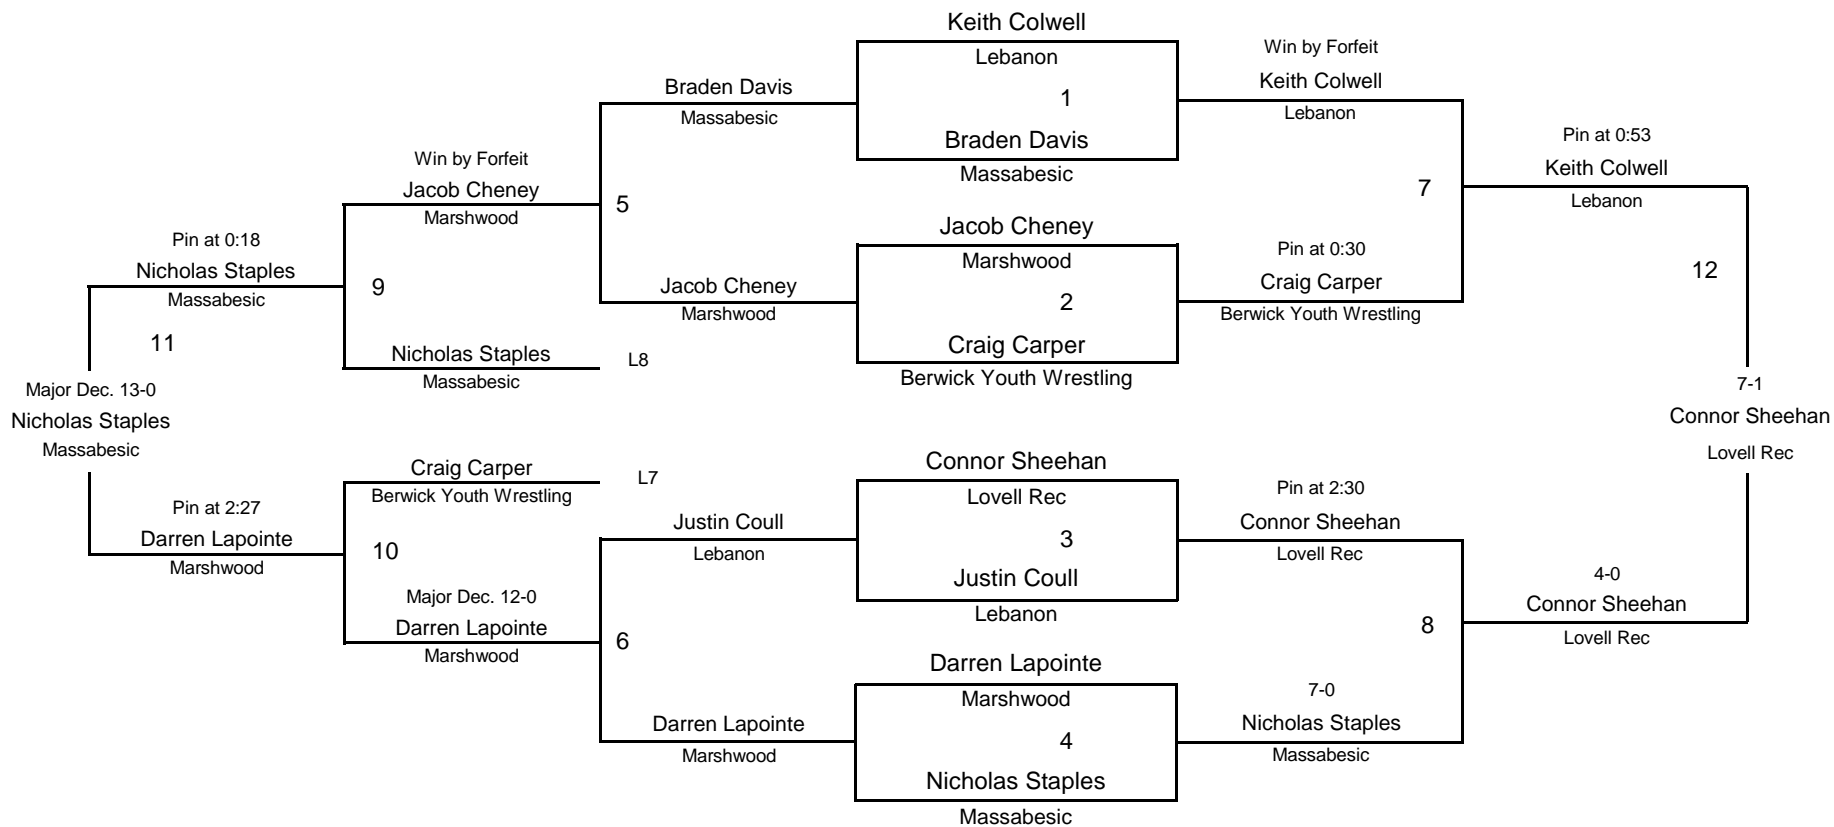 Keith Colwell
Lebanon
1
Braden Davis
Massabesic
Win by Forfeit
Keith Colwell
Lebanon
Braden Davis
Massabesic
Pin at 0:53
Keith Colwell
Lebanon
Win by Forfeit
Jacob Cheney
Marshwood
5
7
Jacob Cheney
Marshwood
2
Craig Carper
Berwick Youth Wrestling
Pin at 0:30
Craig Carper
Berwick Youth Wrestling
12
Pin at 0:18
Nicholas Staples
Massabesic
9
Jacob Cheney
Marshwood
11
Nicholas Staples
Massabesic
L8
Major Dec. 13-0
Nicholas Staples
Massabesic
7-1
Connor Sheehan
Lovell Rec
Craig Carper
Berwick Youth Wrestling
L7
Connor Sheehan
Lovell Rec
3
Justin Coull
Lebanon
Pin at 2:30
Connor Sheehan
Lovell Rec
Pin at 2:27
Darren Lapointe
Marshwood
10
Justin Coull
Lebanon
4-0
Connor Sheehan
Lovell Rec
Major Dec. 12-0
Darren Lapointe
Marshwood
6
8
Darren Lapointe
Marshwood
4
Nicholas Staples
Massabesic
7-0
Nicholas Staples
Massabesic
Darren Lapointe
Marshwood